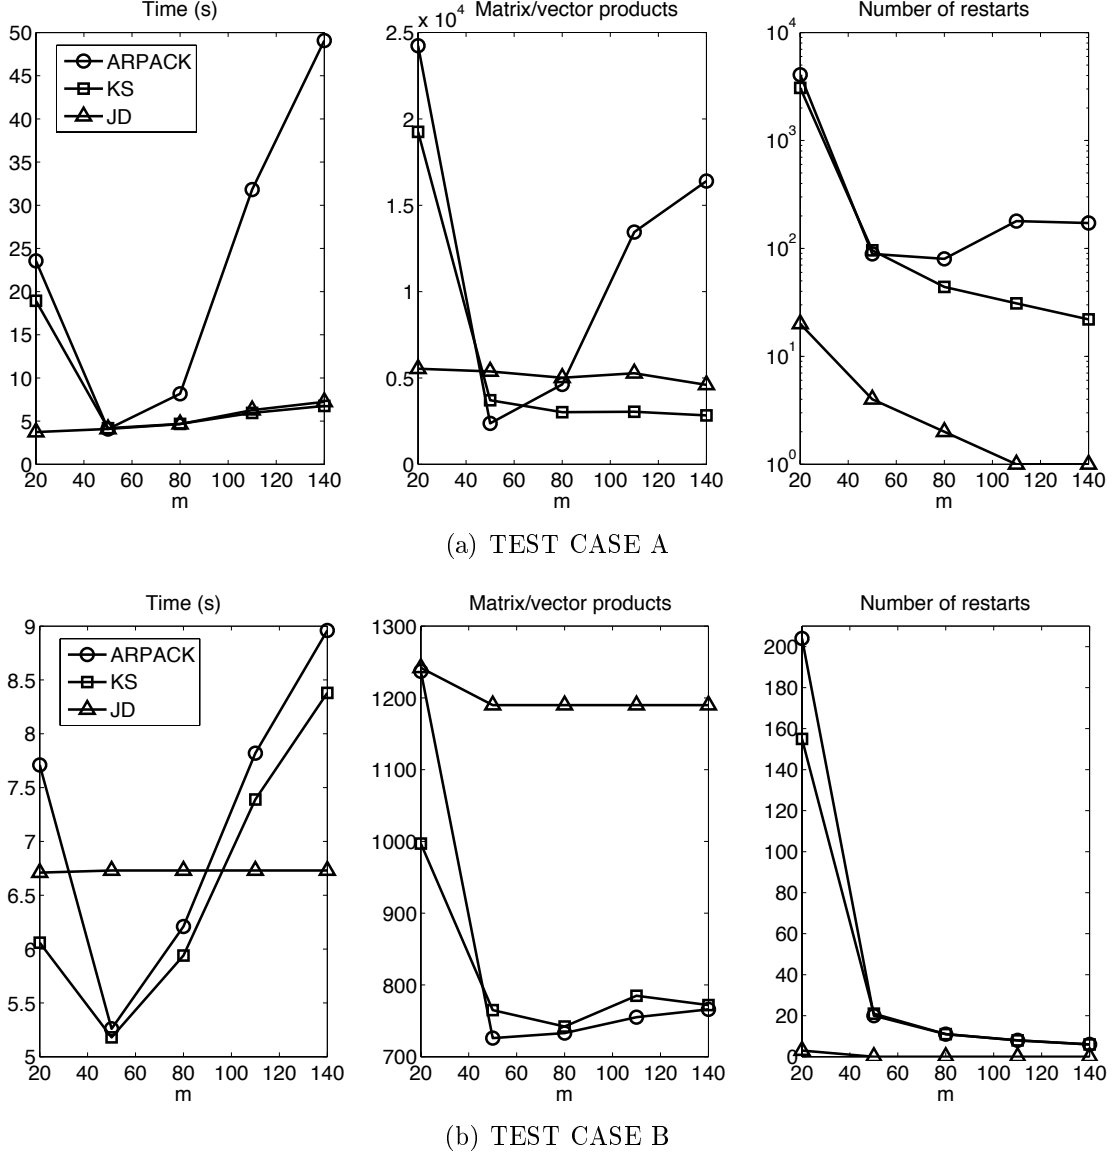 Time (s)
50
45
40
35
30
25
20
15
10
5
0
ARPACK
KS
JD
20 40 60 80 100 120 140
m
x 10^4 Matrix/vector products
2.5
2
1.5
1
0.5
0
20 40 60 80 100 120 140
m
Number of restarts
10^4
10^3
10^2
10^1
10^0
20 40 60 80 100 120 140
m
(a) TEST CASE A
Time (s)
9
8.5
8
7.5
7
6.5
6
5.5
5
ARPACK
KS
JD
20 40 60 80 100 120 140
m
Matrix/vector products
1300
1200
1100
1000
900
800
700
20 40 60 80 100 120 140
m
Number of restarts
200
180
160
140
120
100
80
60
40
20
0
20 40 60 80 100 120 140
m
(b) TEST CASE B